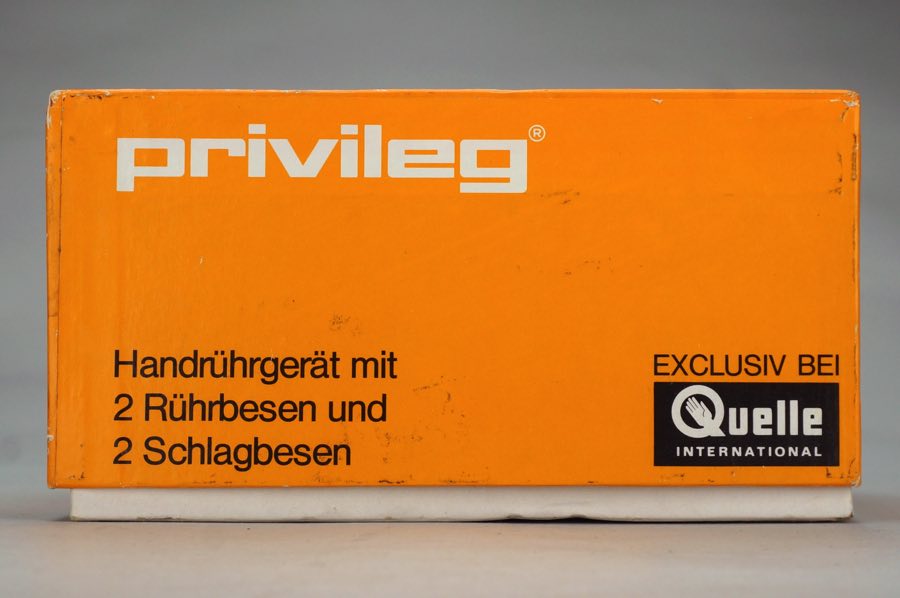 privileg®
Handrührgerät mit
2 Rührbesen und
2 Schlagbesen
EXCLUSIV BEI
Quelle
INTERNATIONAL